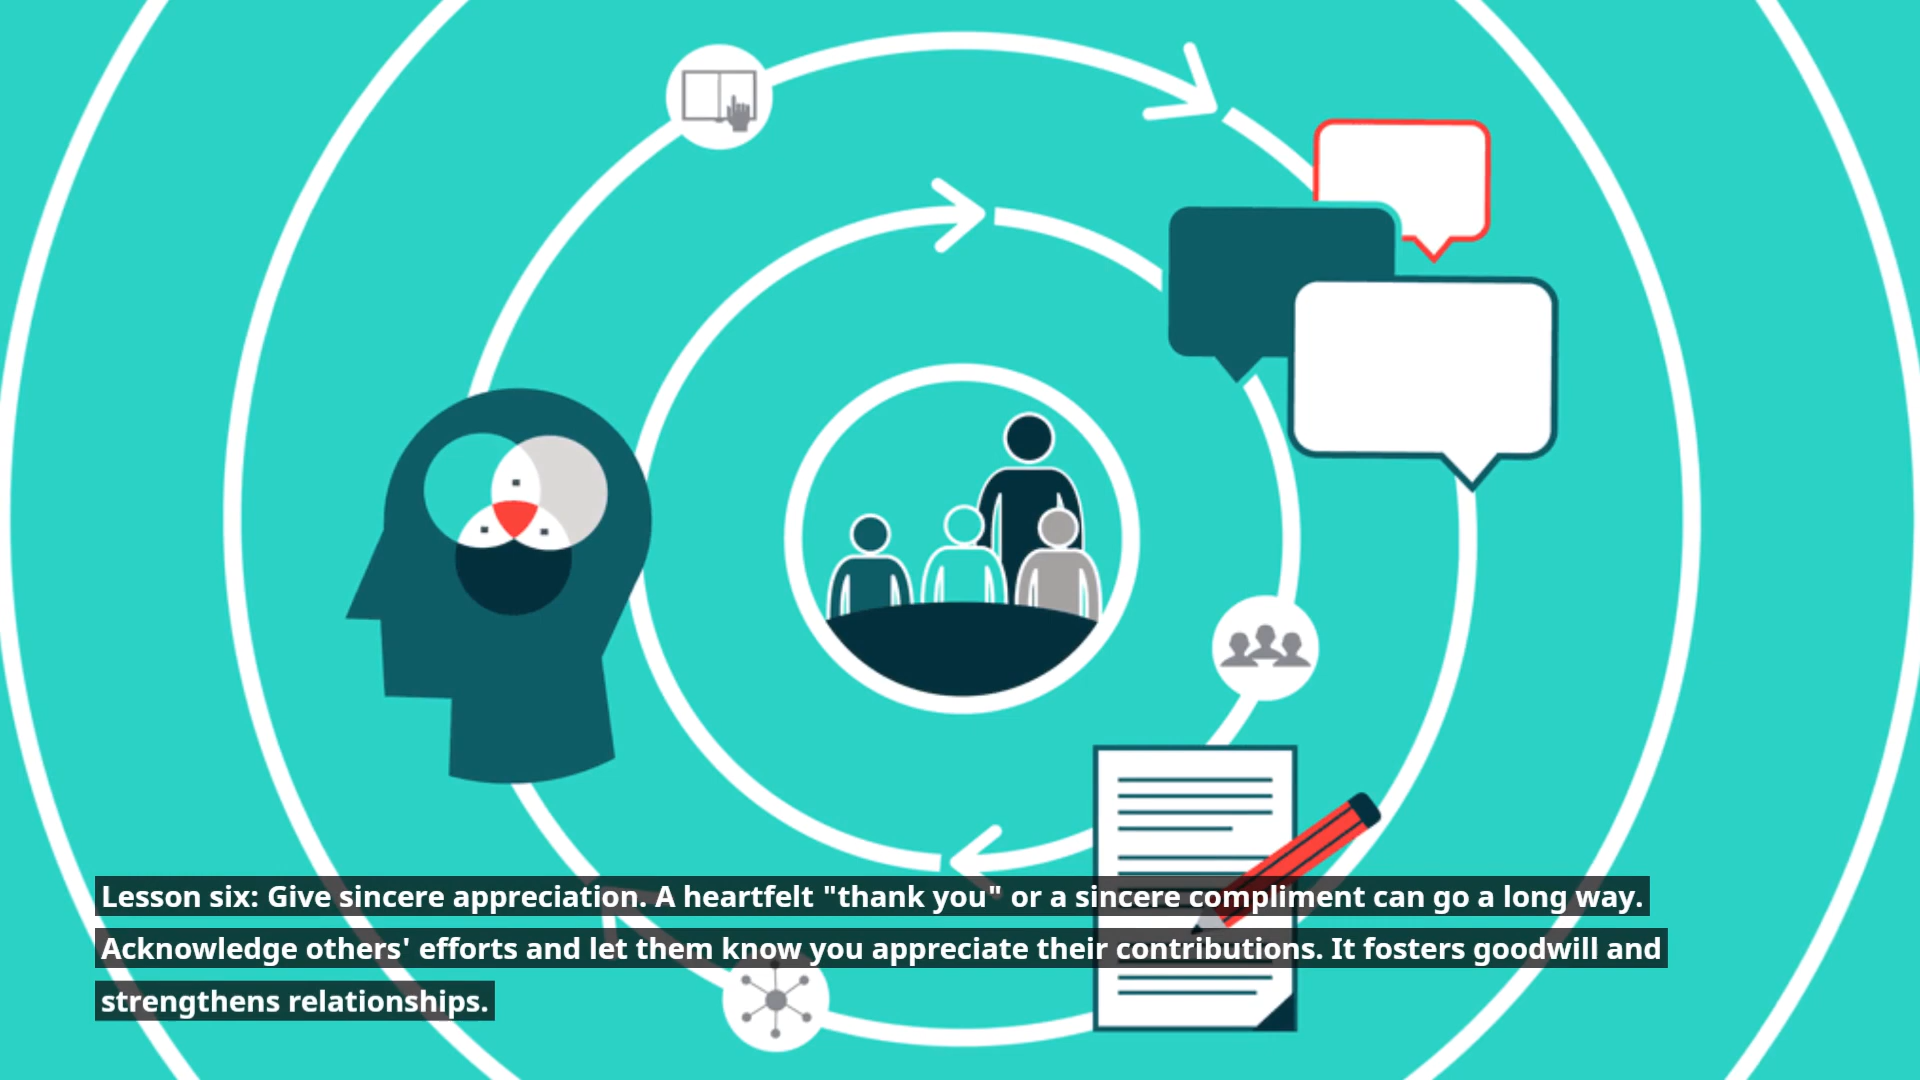 Lesson six: Give sincere appreciation. A heartfelt "thank you" or a sincere compliment can go a long way.
Acknowledge others' efforts and let them know you appreciate their contributions. It fosters goodwill and
strengthens relationships.